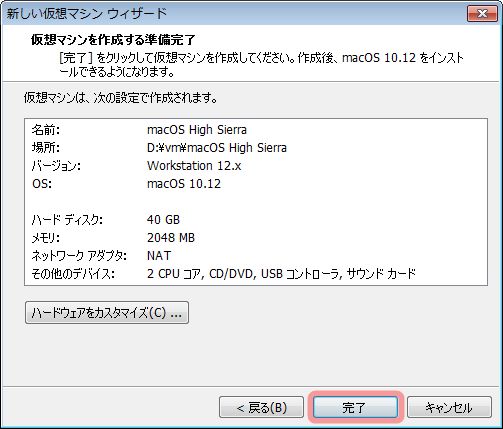 新しい仮想マシン ウィザード
仮想マシンを作成する準備完了
[完了] をクリックして仮想マシンを作成してください。作成後、macOS 10.12 をインスト
ールできるようになります。
仮想マシンは、次の設定で作成されます。
名前: macOS High Sierra
場所: D:¥vm¥macOS High Sierra
バージョン: Workstation 12.x
OS: macOS 10.12
ハード ディスク: 40 GB
メモリ: 2048 MB
ネットワーク アダプタ: NAT
その他のデバイス: 2 CPU コア, CD/DVD, USB コントローラ, サウンド カード
ハードウェアをカスタマイズ(C) ...
< 戻る(B) 完了 キャンセル